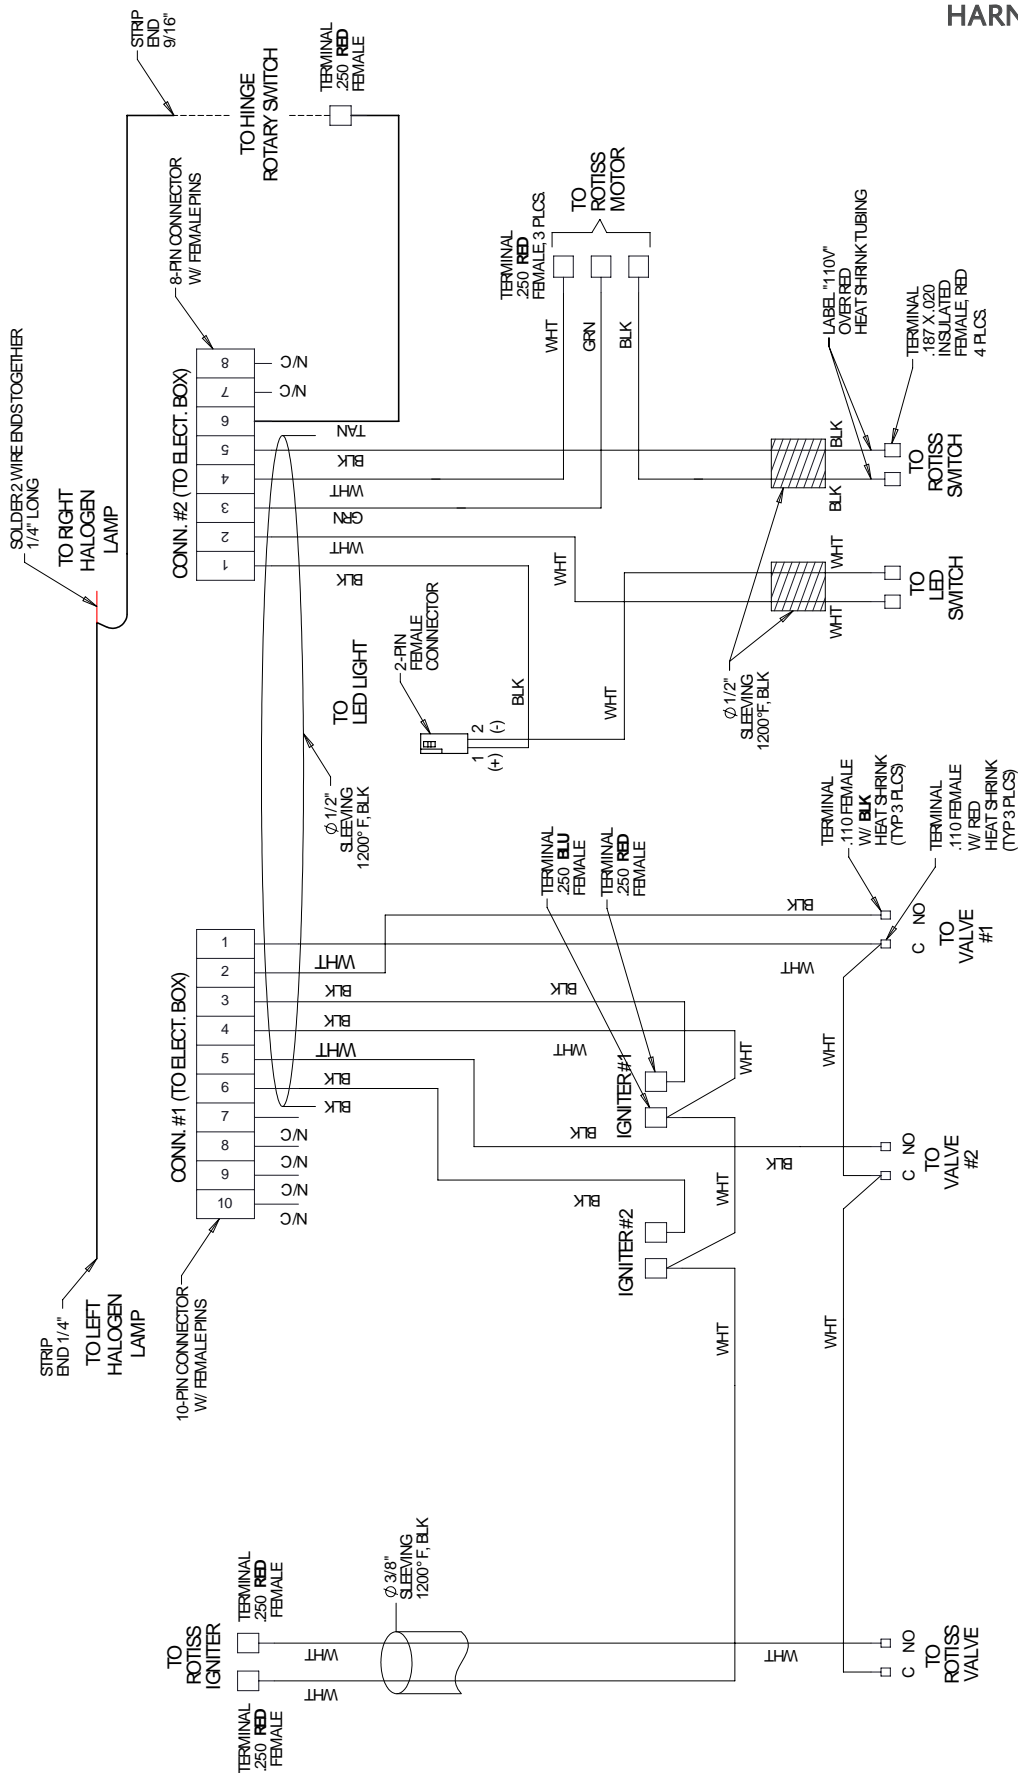 HARN
STRIP
END
9/16"
TERMINAL
.250 RED
FEMALE
TO HINGE
ROTARY SWITCH
8-PIN CONNECTOR
W/ FEMALE PINS
SOLDER 2 WIRE ENDS TOGETHER
1/4" LONG
TO RIGHT
HALOGEN
LAMP
CONN. #2 (TO ELECT. BOX)
8
7
6
5
4
3
2
1
N/C
N/C
TAN
BLK
WHT
GRN
WHT
BLK
TERMINAL
.250 RED
FEMALE, 3 PLCS.
TO
ROTISS
MOTOR
WHT
GRN
BLK
LABEL "110V"
OVER RED
HEAT SHRINK TUBING
TERMINAL
.187 X .020
INSULATED
FEMALE, RED
4 PLCS.
BLK
BLK
TO
ROTISS
SWITCH
WHT
WHT
WHT
TO
LED
SWITCH
Ø 1/2"
SLEEVING
1200°F, BLK
TO
LED LIGHT
2-PIN
FEMALE
CONNECTOR
1
(+)
2
(-)
BLK
WHT
Ø 1/2"
SLEEVING
1200° F, BLK
STRIP
END 1/4"
TO LEFT
HALOGEN
LAMP
10-PIN CONNECTOR
W/ FEMALE PINS
CONN. #1 (TO ELECT. BOX)
1
2
3
4
5
6
7
8
9
10
WHT
BLK
BLK
WHT
BLK
BLK
N/C
N/C
N/C
N/C
TERMINAL
.250 BLU
FEMALE
TERMINAL
.250 RED
FEMALE
BLK
WHT
IGNITER #1
WHT
BLK
BLK
IGNITER #2
WHT
WHT
TERMINAL
.110 FEMALE
W/ BLK
HEAT SHRINK
(TYP 3 PLCS)
TERMINAL
.110 FEMALE
W/ RED
HEAT SHRINK
(TYP 3 PLCS)
BLK
WHT
C NO
TO
VALVE
#1
WHT
BLK
C NO
TO
VALVE
#2
WHT
TO
ROTISS
IGNITER
TERMINAL
.250 RED
FEMALE
TERMINAL
.250 RED
FEMALE
WHT
WHT
Ø 3/8"
SLEEVING
1200° F, BLK
WHT
C NO
TO
ROTISS
VALVE